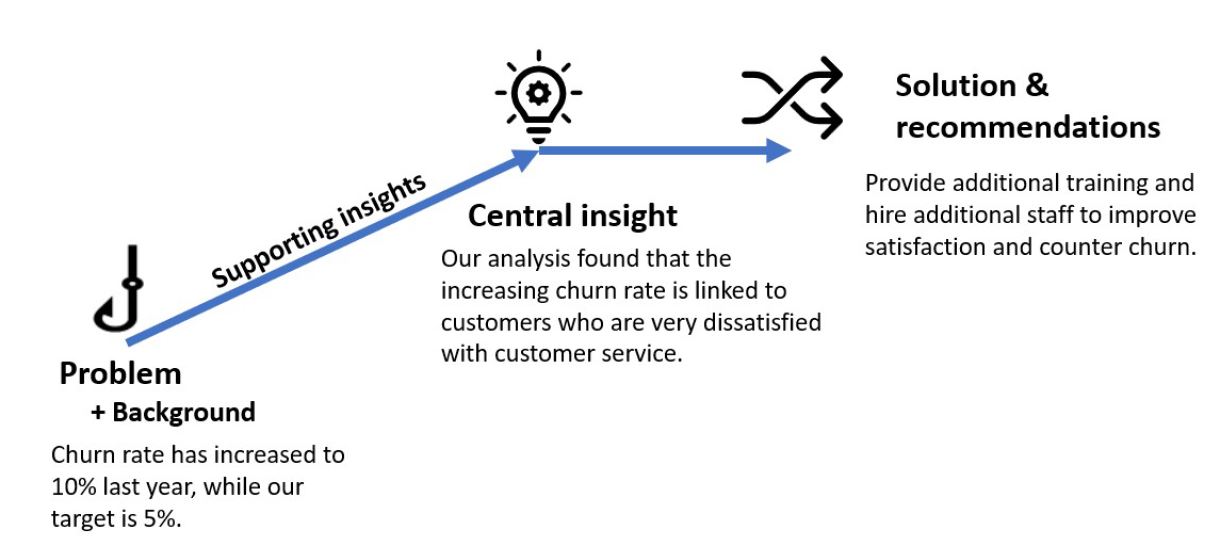 Problem
+ Background
Churn rate has increased to
10% last year, while our
target is 5%.
Supporting insights
Central insight
Our analysis found that the
increasing churn rate is linked to
customers who are very dissatisfied
with customer service.
Solution &
recommendations
Provide additional training and
hire additional staff to improve
satisfaction and counter churn.